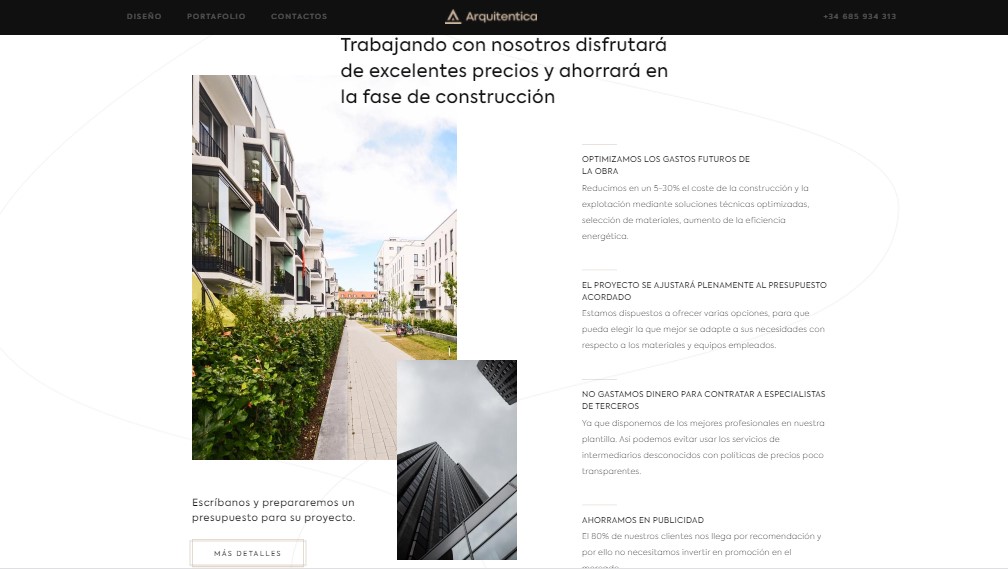 DISEÑO PORTAFOLIO CONTACTOS Arquitentica +34 685 934 313
Trabajando con nosotros disfrutará
de excelentes precios y ahorrará en
la fase de construcción
OPTIMIZAMOS LOS GASTOS FUTUROS DE
LA OBRA
Reducimos en un 5-30% el coste de la construcción y la
explotación mediante soluciones técnicas optimizadas,
selección de materiales, aumento de la eficiencia
energética.
EL PROYECTO SE AJUSTARÁ PLENAMENTE AL PRESUPUESTO
ACORDADO
Estamos dispuestos a ofrecer varias opciones, para que
pueda elegir la que mejor se adapte a sus necesidades con
respecto a los materiales y equipos empleados.
NO GASTAMOS DINERO PARA CONTRATAR A ESPECIALISTAS
DE TERCEROS
Ya que disponemos de los mejores profesionales en nuestra
plantilla. Así podemos evitar usar los servicios de
intermediarios desconocidos con políticas de precios poco
transparentes.
AHORRAMOS EN PUBLICIDAD
El 80% de nuestros clientes nos llega por recomendación y
por ello no necesitamos invertir en promoción en el
Escríbanos y prepararemos un
presupuesto para su proyecto.
MÁS DETALLES